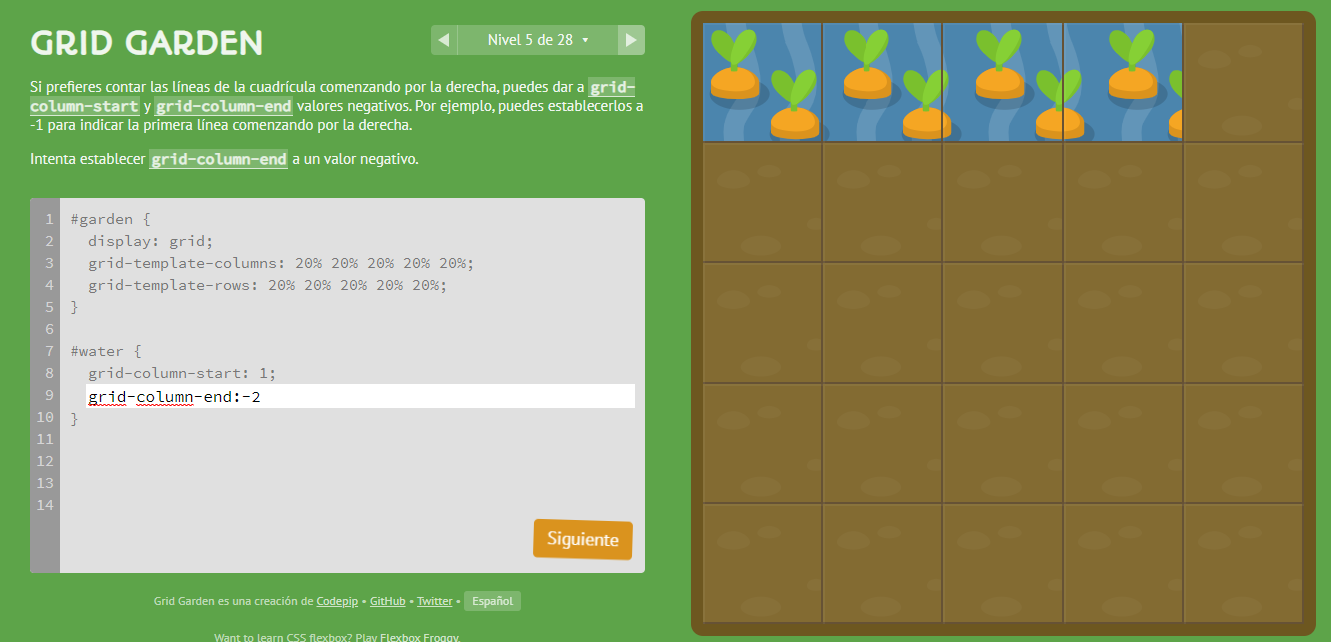 GRID GARDEN
◀ Nivel 5 de 28 ▾ ▶
Si prefieres contar las líneas de la cuadrícula comenzando por la derecha, puedes dar a grid-
column-start y grid-column-end valores negativos. Por ejemplo, puedes establecerlos a
-1 para indicar la primera línea comenzando por la derecha.
Intenta establecer grid-column-end a un valor negativo.
1 #garden {
2 display: grid;
3 grid-template-columns: 20% 20% 20% 20% 20%;
4 grid-template-rows: 20% 20% 20% 20% 20%;
5 }
6
7 #water {
8 grid-column-start: 1;
9 grid-column-end:-2
10 }
11
12
13
14
Siguiente
Grid Garden es una creación de Codepip • GitHub • Twitter • Español
Want to learn CSS flexbox? Play Flexbox Froggy.